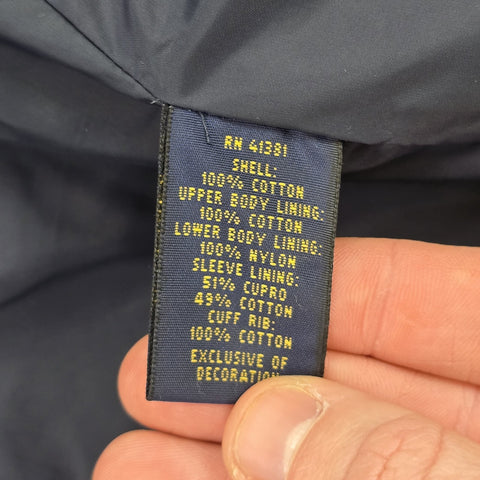 RN 41381
SHELL:
100% COTTON
UPPER BODY LINING:
100% COTTON
LOWER BODY LINING:
100% NYLON
SLEEVE LINING:
51% CUPRO
49% COTTON
CUFF RIB:
100% COTTON
EXCLUSIVE OF
DECORATION